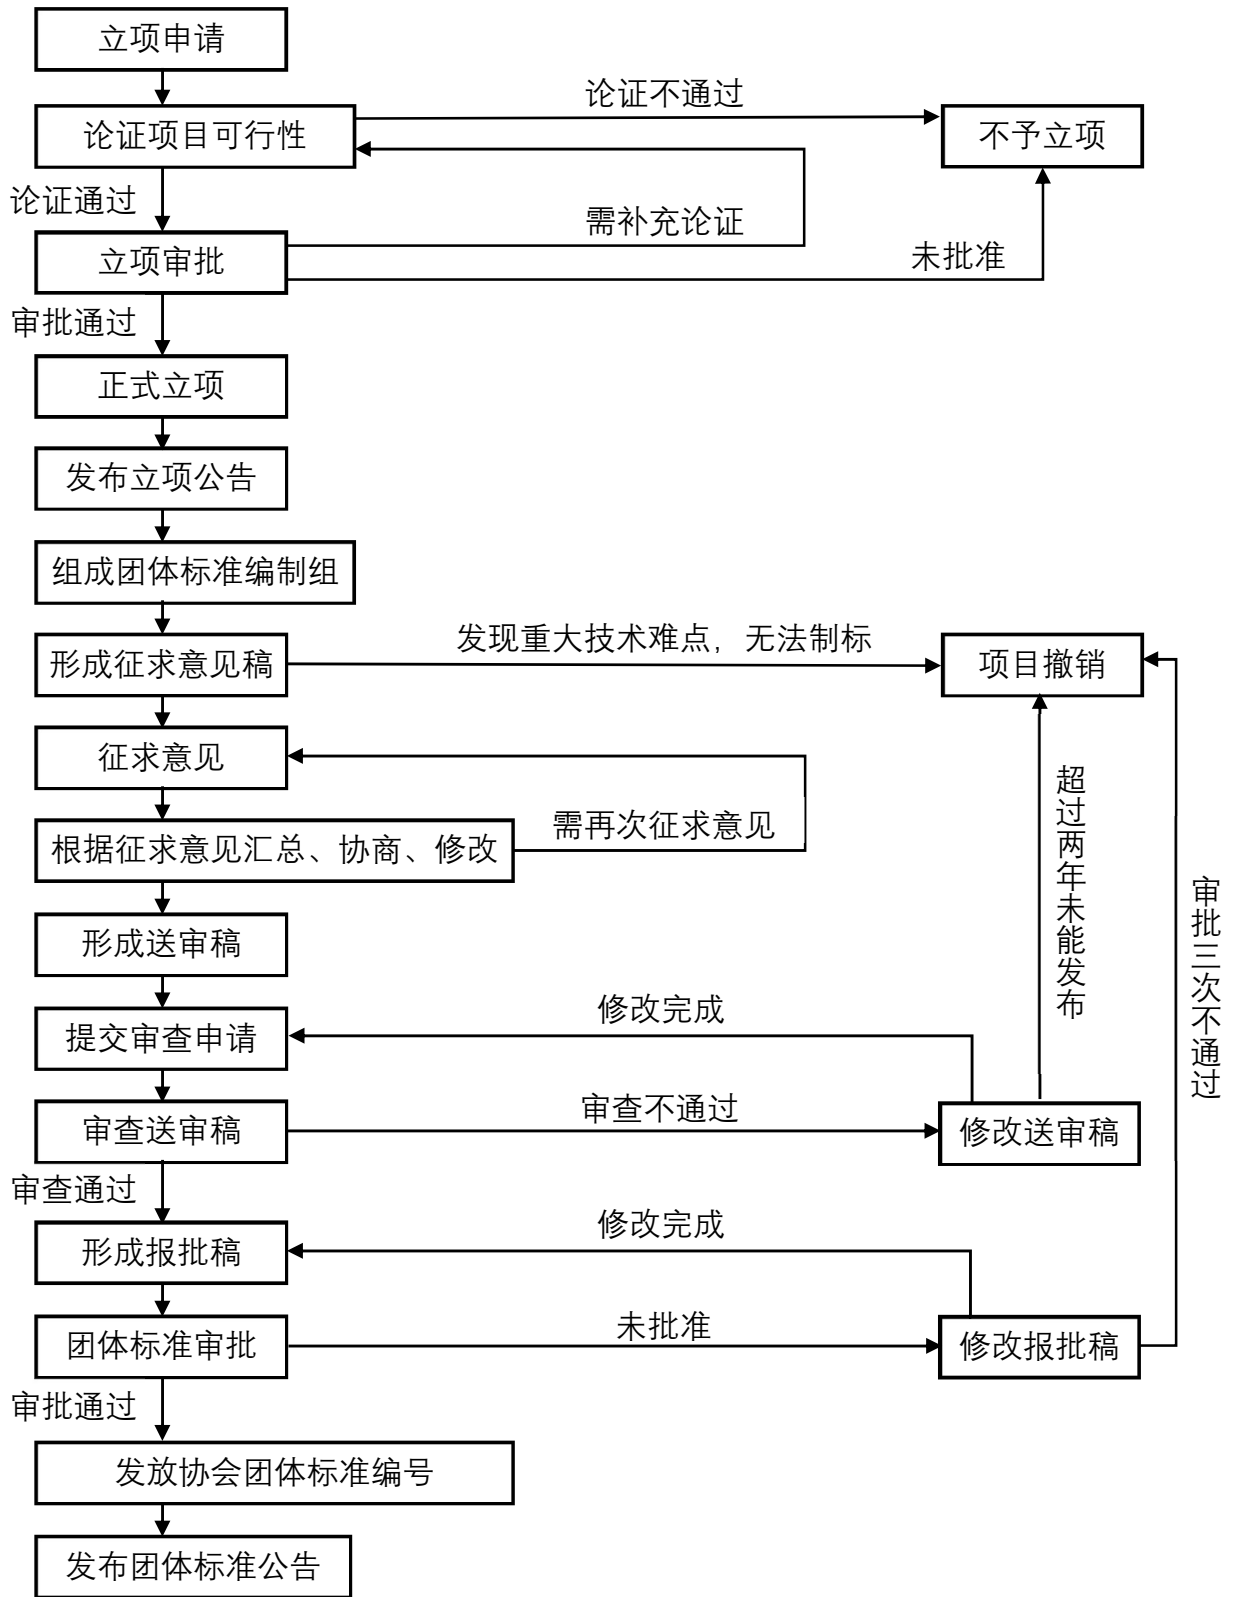 立项申请
论证不通过
论证项目可行性
不予立项
论证通过
需补充论证
立项审批
未批准
审批通过
正式立项
发布立项公告
组成团体标准编制组
发现重大技术难点，无法制标
形成征求意见稿
项目撤销
征求意见
超过两年未能发布
需再次征求意见
根据征求意见汇总、协商、修改
审批三次不通过
形成送审稿
修改完成
提交审查申请
审查不通过
审查送审稿
修改送审稿
审查通过
修改完成
形成报批稿
未批准
团体标准审批
修改报批稿
审批通过
发放协会团体标准编号
发布团体标准公告